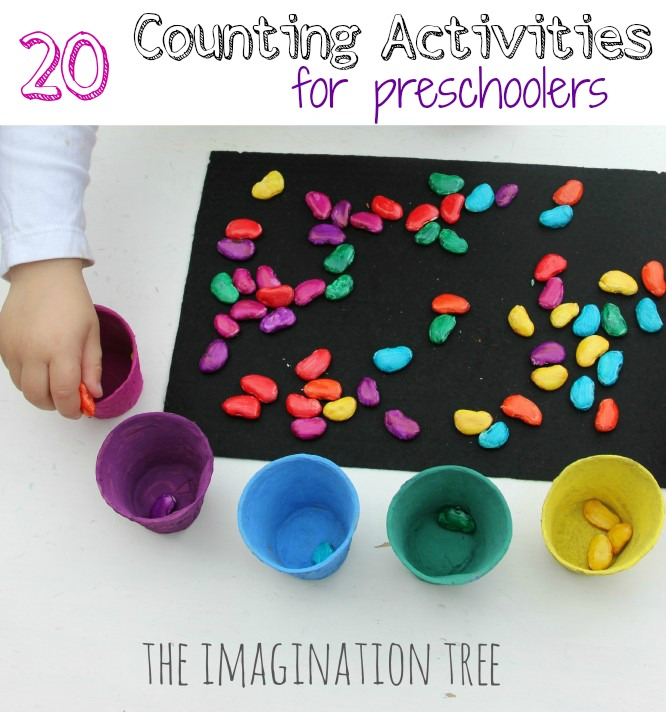 20 Counting Activities
for preschoolers
THE IMAGINATION TREE